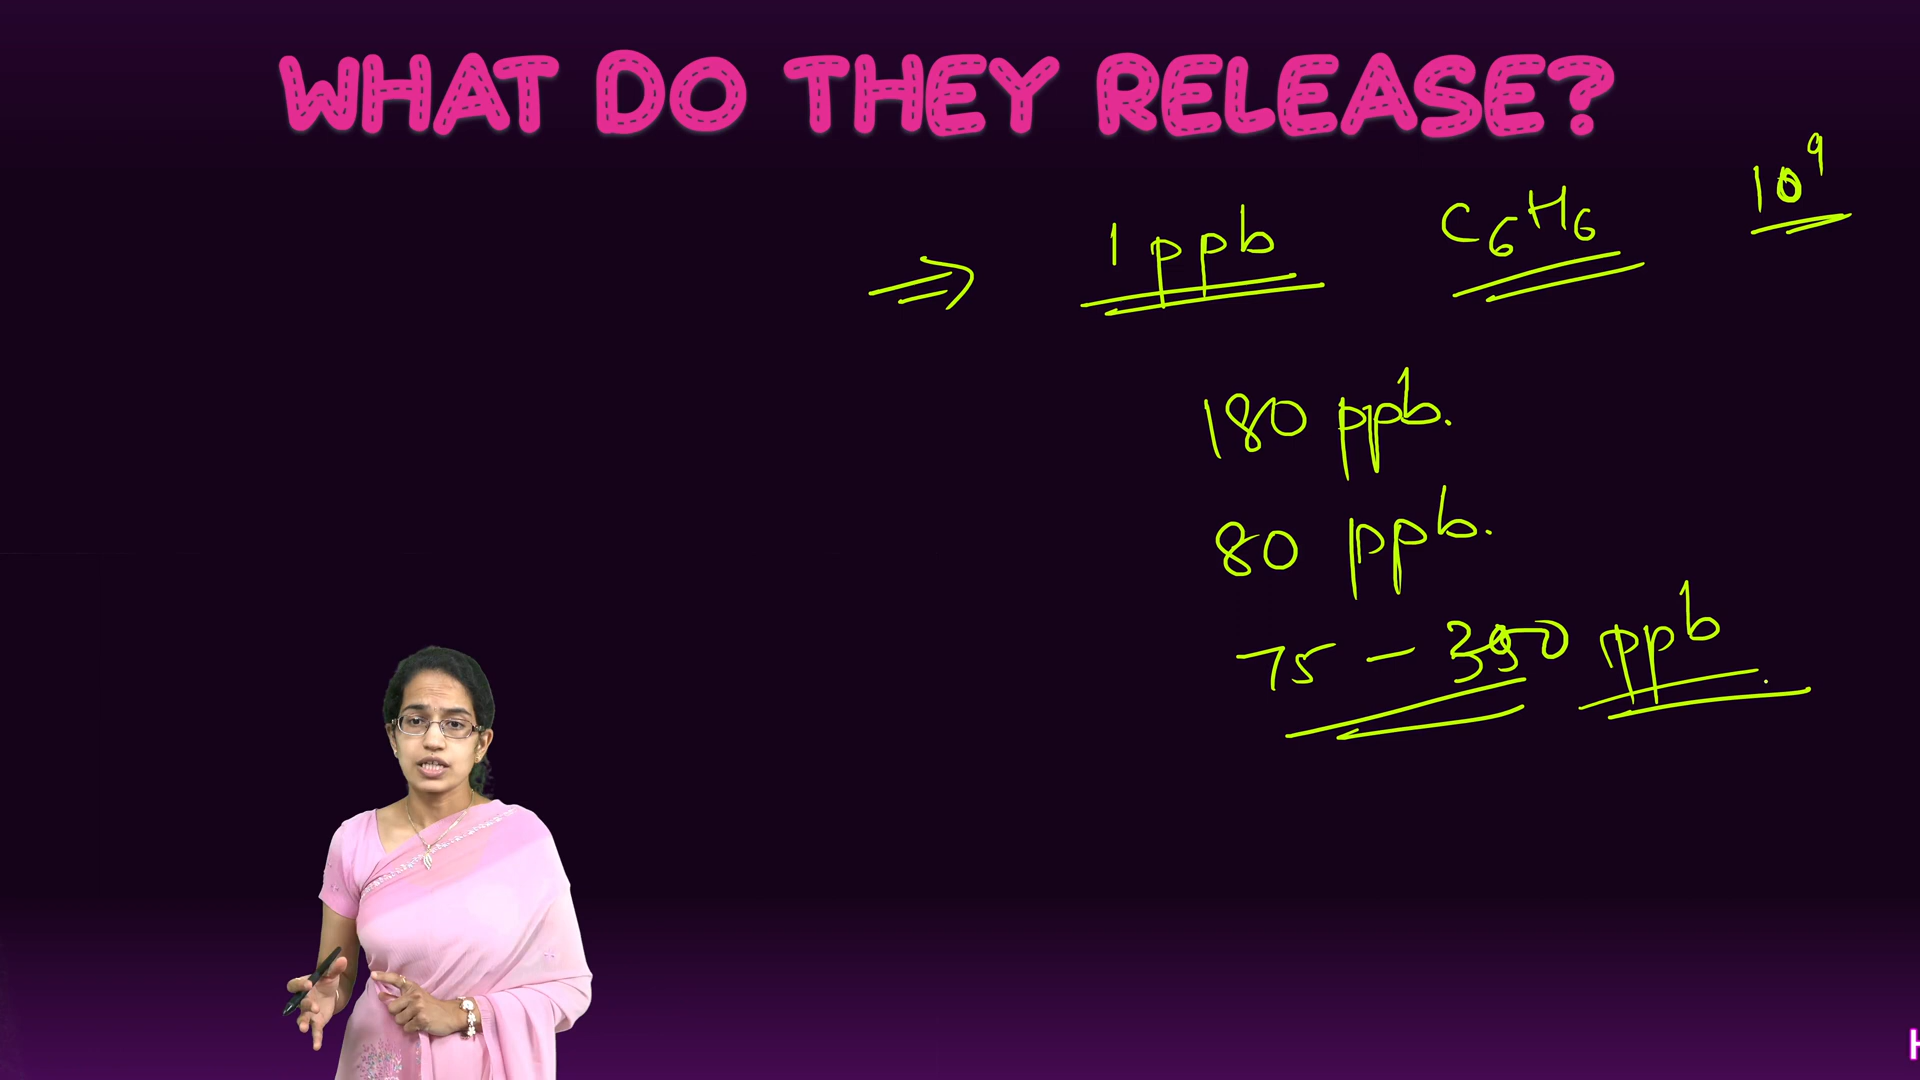 WHAT DO THEY RELEASE?
⇒ 1 ppb C₆H₆ 10⁹
180 ppb.
80 ppb.
75 – 350 ppb
H